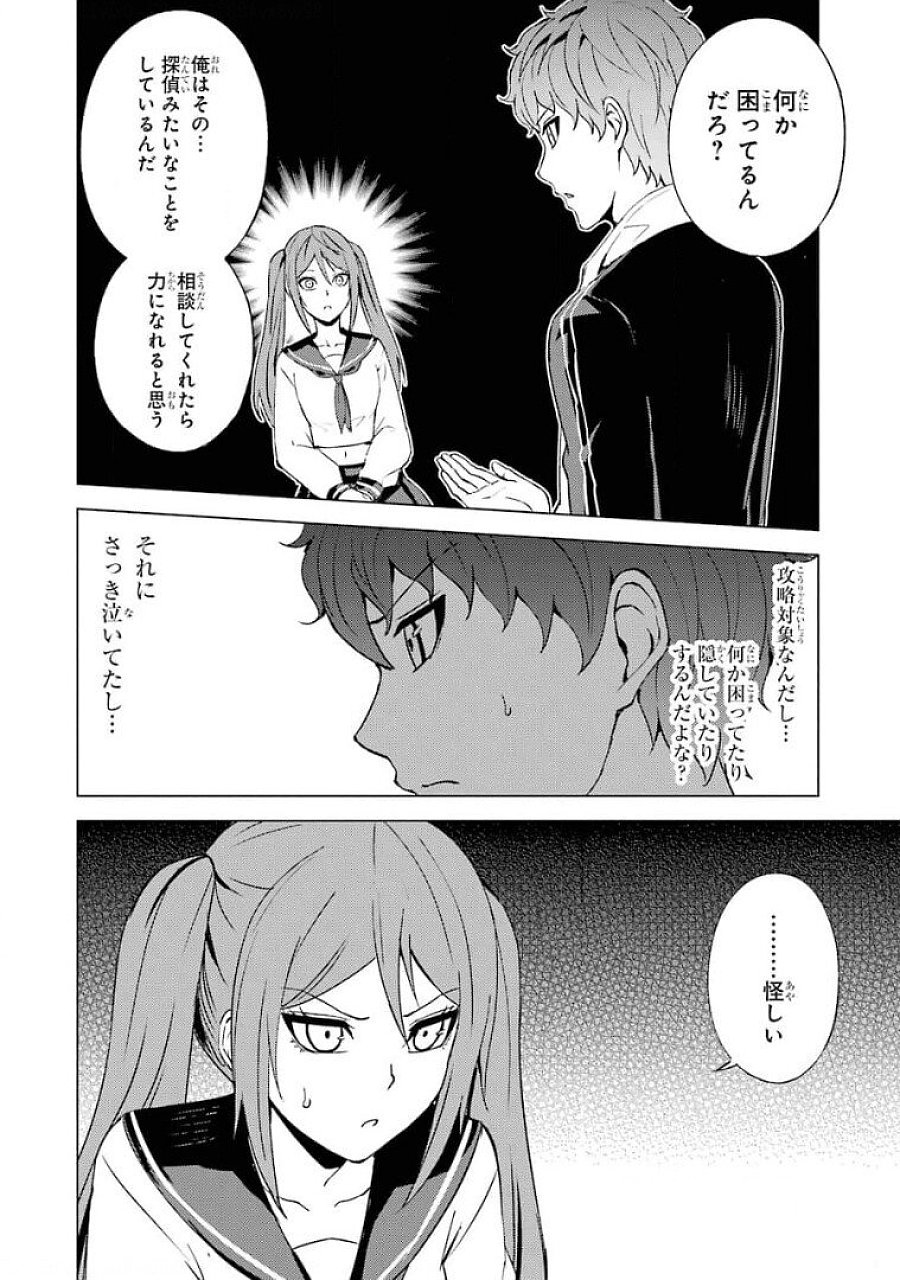 何か
困ってるん
だろ?
俺はその…
探偵みたいなことを
しているんだ
相談してくれたら
力になれると思う
攻略対象なんだし…
何か困ってたり
隠していたり
するんだよな?
それに
さっき泣いてたし…
………怪しい